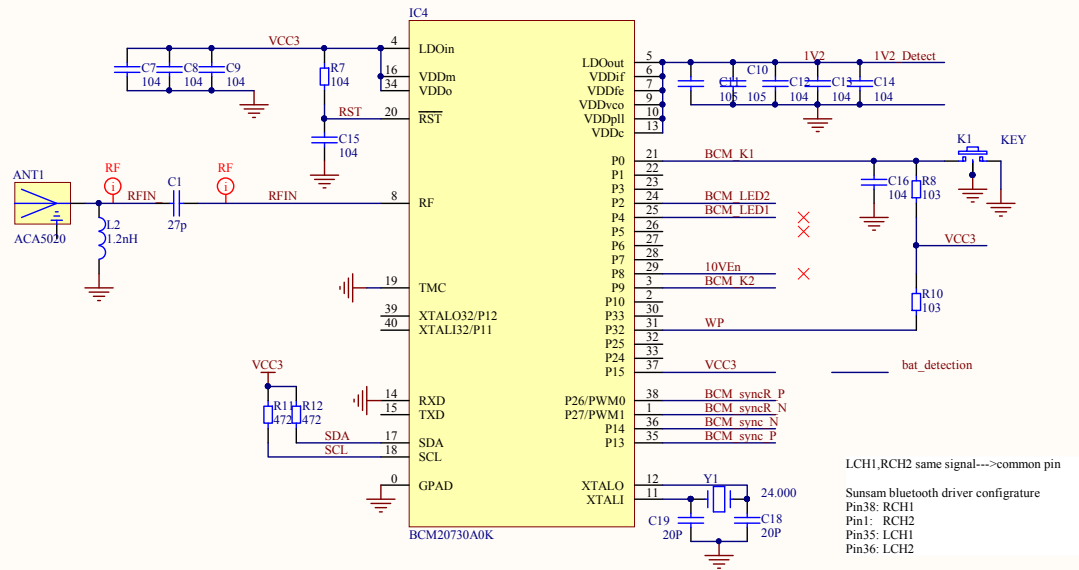 IC4
VCC3
C7
104
C8
104
C9
104
R7
104
RST
C15
104
4
LDOin
16
VDDm
34
VDDo
20
RST
ANT1
ACA5020
RF
i
RFIN
L2
1.2nH
C1
27p
RF
i
RFIN
8
RF
19
TMC
39
XTALO32/P12
40
XTALI32/P11
VCC3
R11
472
R12
472
SDA
SCL
14
RXD
15
TXD
17
SDA
18
SCL
0
GPAD
BCM20730A0K
LDOout
5
VDDif
6
VDDfe
7
VDDvco
9
VDDpll
10
VDDc
13
1V2
1V2_Detect
C11
105
C10
105
C12
104
C13
104
C14
104
P0
21
BCM_K1
P1
22
P3
23
P2
24
BCM_LED2
P4
25
BCM_LED1
P5
26
P6
27
P7
28
P8
29
10VEn
P9
3
BCM_K2
P10
2
P33
30
P32
31
WP
P25
32
P24
33
P15
37
VCC3
bat_detection
K1
KEY
C16
104
R8
103
VCC3
R10
103
P26/PWM0
38
BCM_syncR_P
P27/PWM1
1
BCM_syncR_N
P14
36
BCM_sync_N
P13
35
BCM_sync_P
XTALO
12
XTALI
11
Y1
24.000
C19
20P
C18
20P
LCH1,RCH2 same signal--->common pin
Sunsam bluetooth driver configrature
Pin38: RCH1
Pin1: RCH2
Pin35: LCH1
Pin36: LCH2